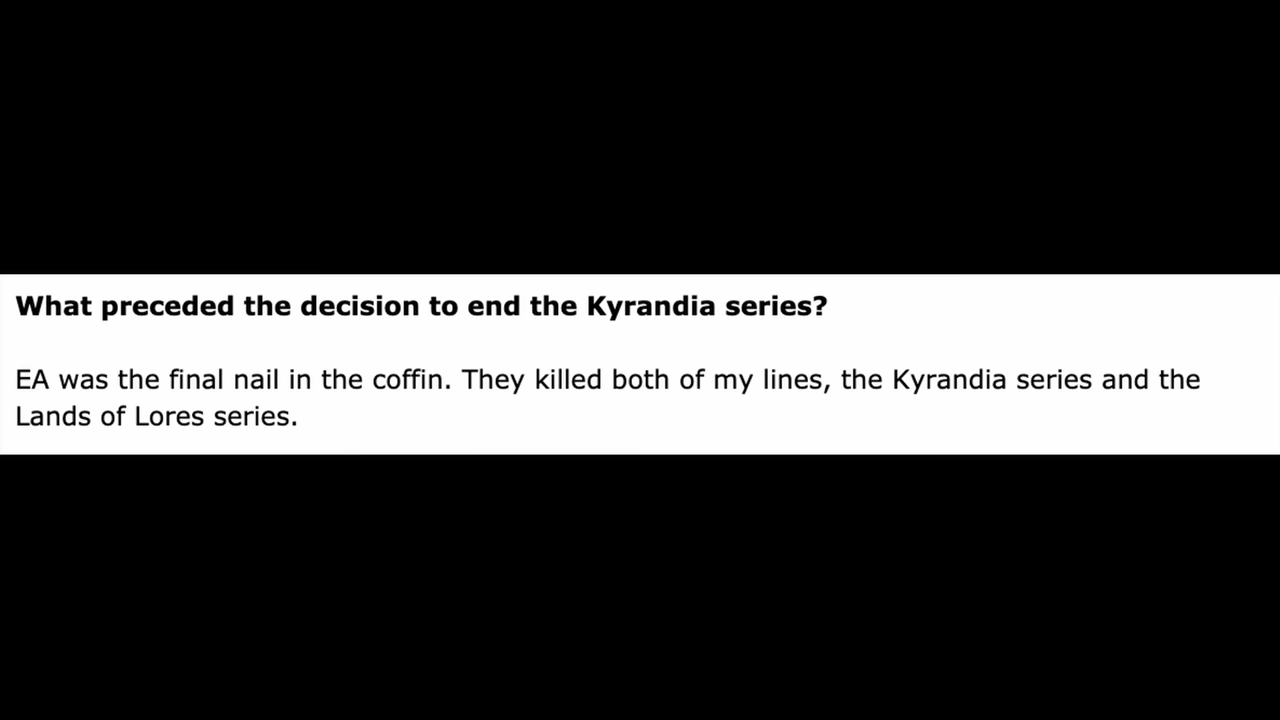 What preceded the decision to end the Kyrandia series?
EA was the final nail in the coffin. They killed both of my lines, the Kyrandia series and the
Lands of Lores series.